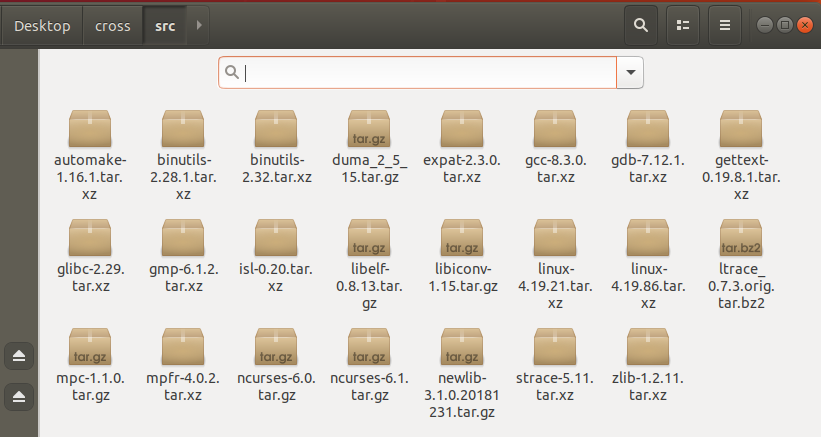 Desktop cross src
automake- binutils- binutils- duma_2_5_ expat-2.3.0. gcc-8.3.0. gdb-7.12.1. gettext-
1.16.1.tar. 2.28.1.tar. 2.32.tar.xz 15.tar.gz tar.xz tar.xz tar.xz 0.19.8.1.tar.
xz xz xz
tar.gz
glibc-2.29. gmp-6.1.2. isl-0.20.tar. libelf- libiconv- linux- linux- ltrace_
tar.xz tar.xz xz 0.8.13.tar. 1.15.tar.gz 4.19.21.tar. 4.19.86.tar. 0.7.3.orig.
gz xz xz tar.bz2
tar.gz tar.gz tar.bz2
mpc-1.1.0. mpfr-4.0.2. ncurses-6.0. ncurses-6.1. newlib- strace-5.11. zlib-1.2.11.
tar.gz tar.xz tar.gz tar.gz 3.1.0.20181 tar.xz tar.xz
231.tar.gz
tar.gz tar.gz tar.gz tar.gz